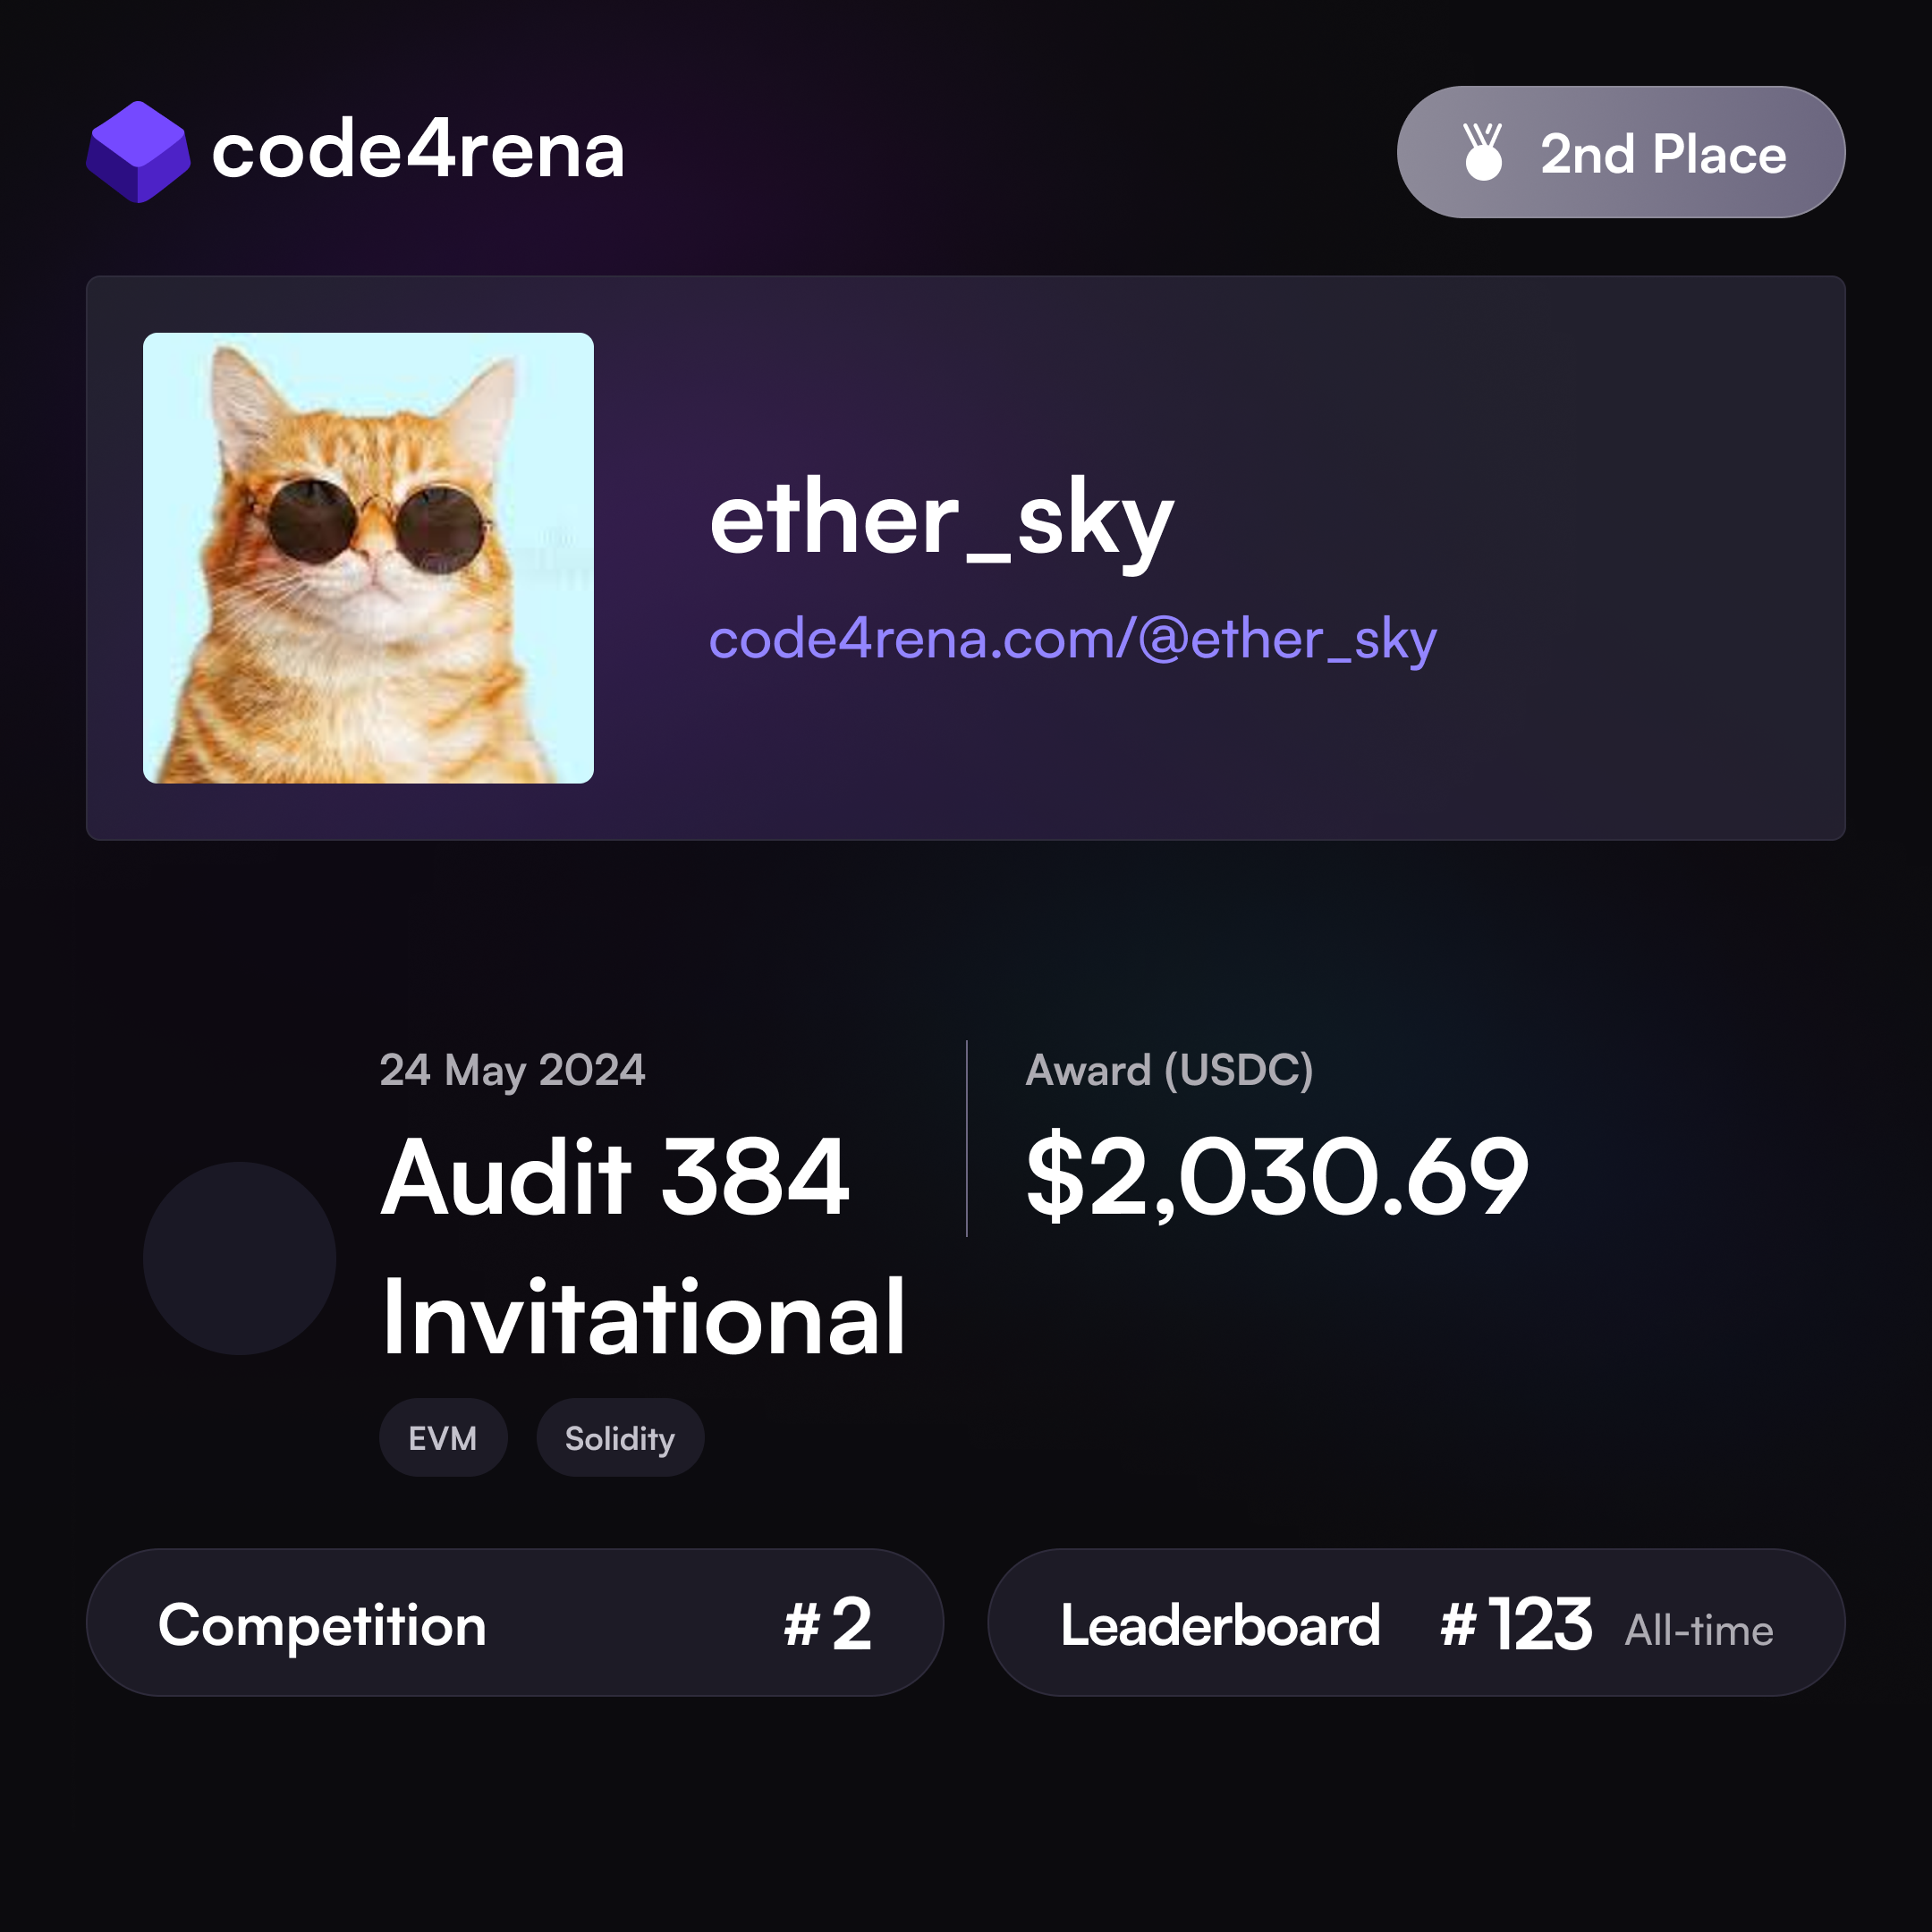 code4rena
2nd Place
ether_sky
code4rena.com/@ether_sky
24 May 2024
Audit 384
Invitational
EVM
Solidity
Award (USDC)
$2,030.69
Competition
#2
Leaderboard
#123 All-time